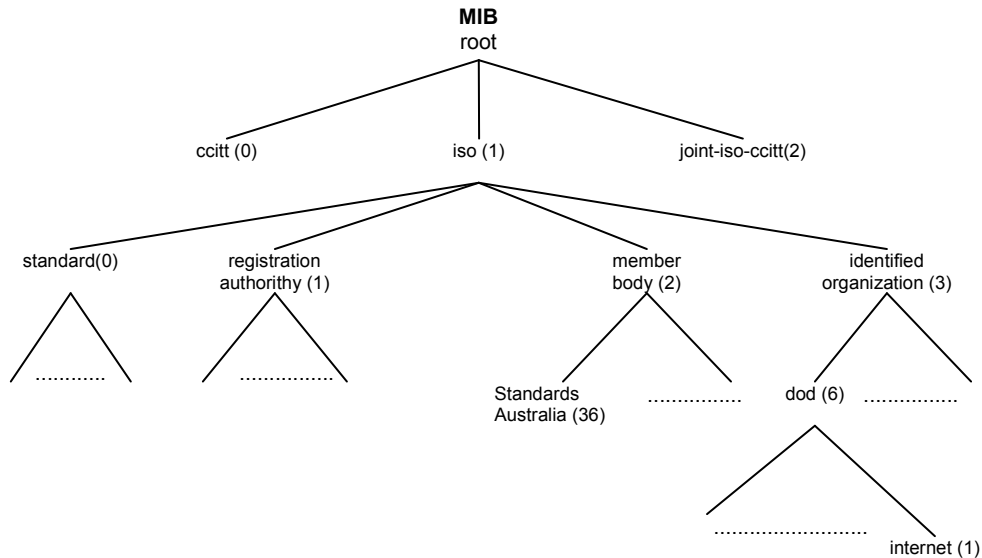 MIB
root
ccitt (0)
iso (1)
joint-iso-ccitt(2)
standard(0)
registration
authorithy (1)
member
body (2)
identified
organization (3)
............
................
Standards
Australia (36)
................
dod (6)
................
..........................
internet (1)